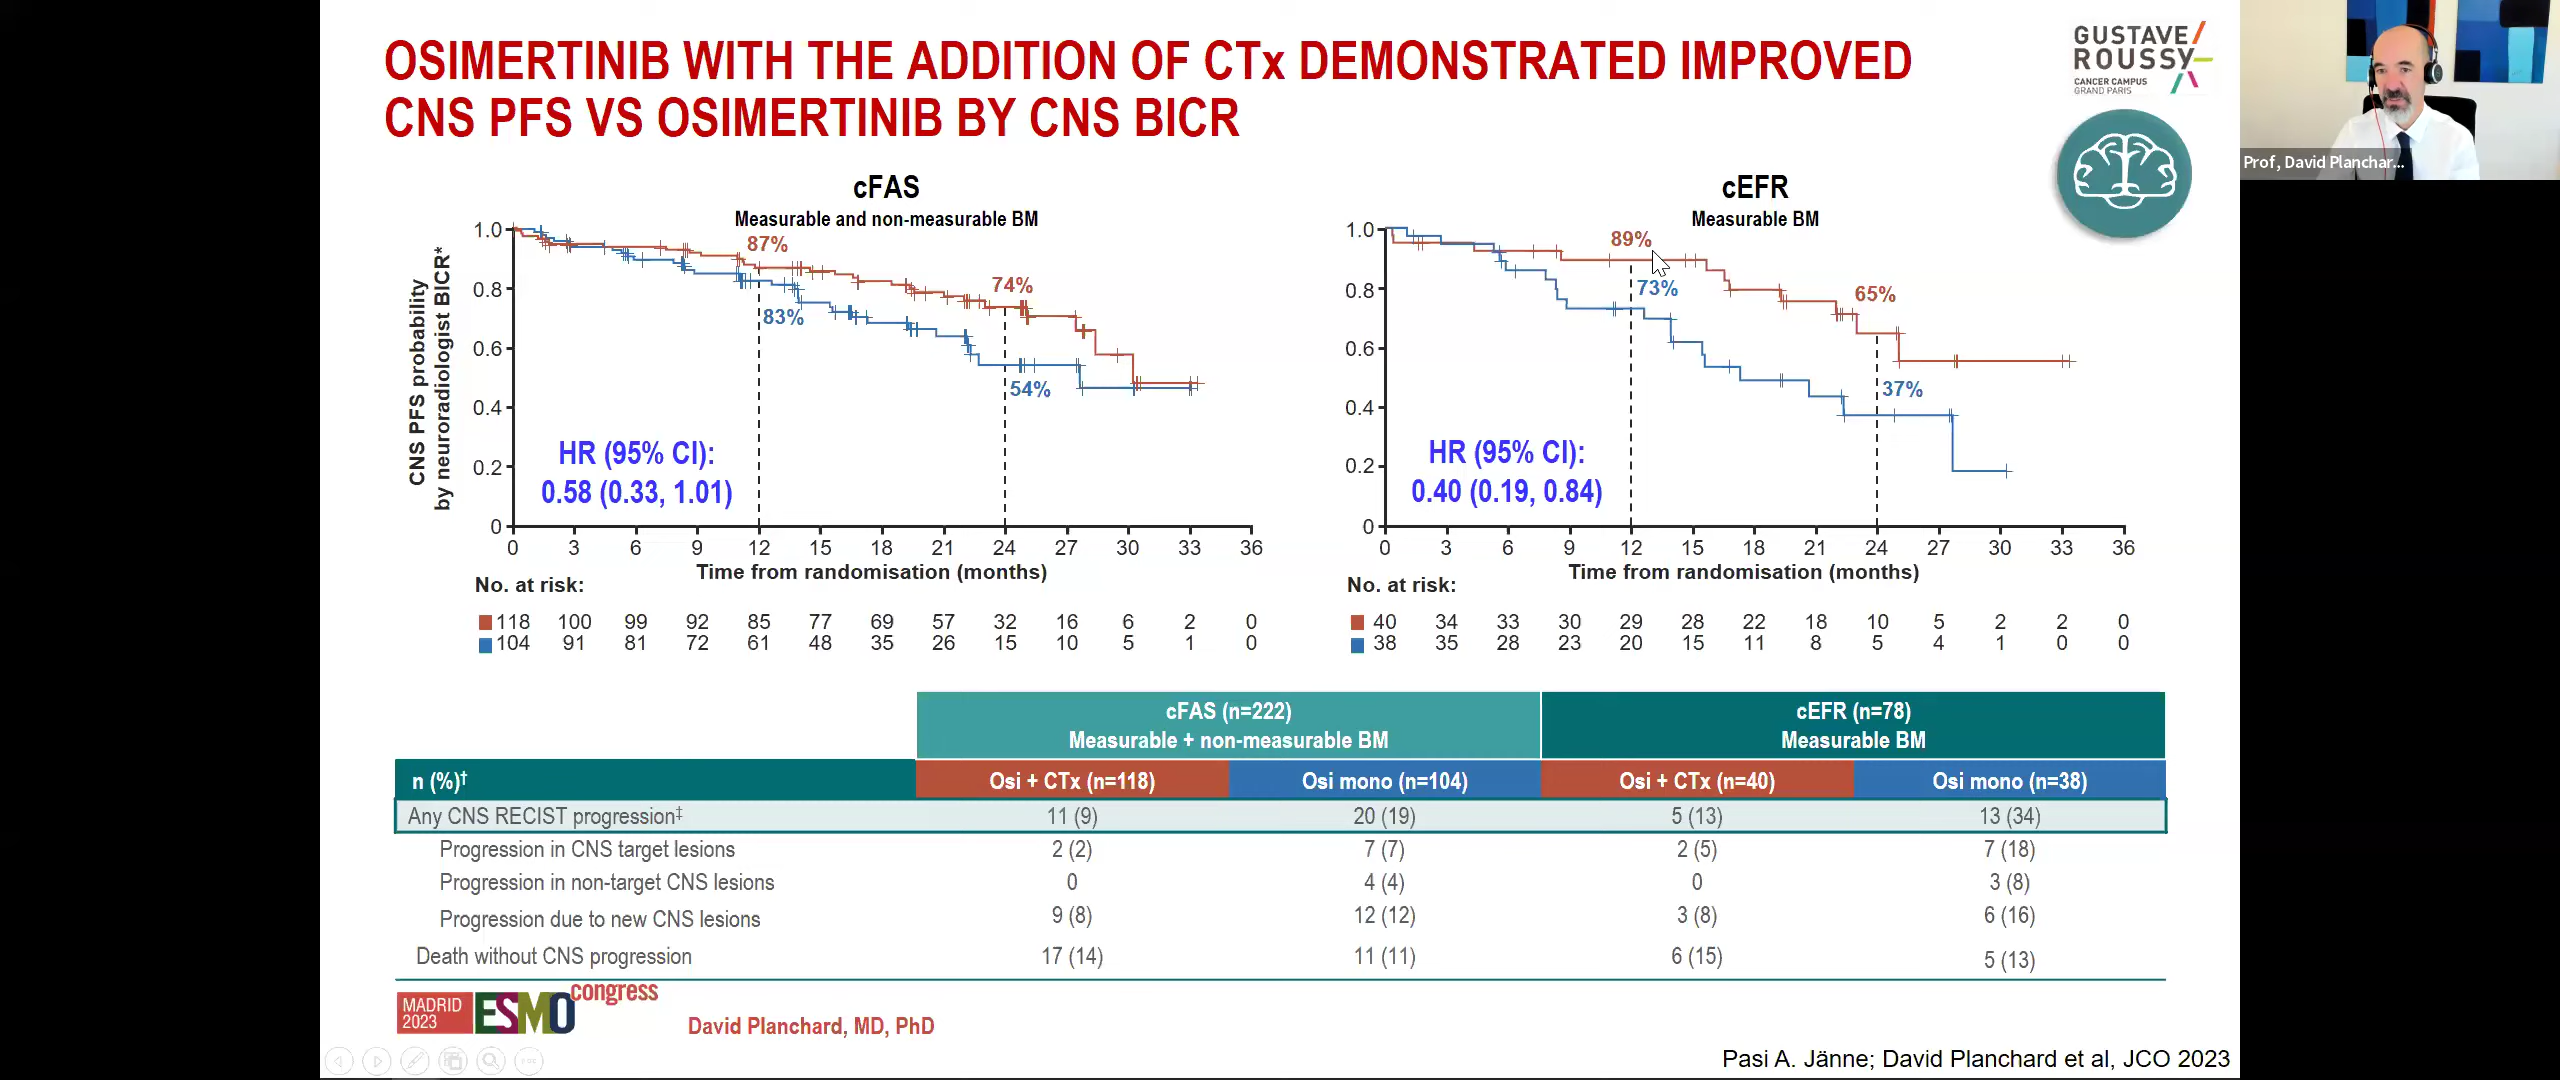 OSIMERTINIB WITH THE ADDITION OF CTx DEMONSTRATED IMPROVED
CNS PFS VS OSIMERTINIB BY CNS BICR
GUSTAVE
ROUSSY
CANCER CAMPUS
GRAND PARIS
Prof, David Planchar...
cFAS
Measurable and non-measurable BM
CNS PFS probability
by neuroradiologist BICR*
1.0
0.8
0.6
0.4
0.2
0
87%
83%
74%
54%
HR (95% CI):
0.58 (0.33, 1.01)
0 3 6 9 12 15 18 21 24 27 30 33 36
Time from randomisation (months)
No. at risk:
118 100 99 92 85 77 69 57 32 16 6 2 0
104 91 81 72 61 48 35 26 15 10 5 1 0
cEFR
Measurable BM
1.0
0.8
0.6
0.4
0.2
0
89%
73%
65%
37%
HR (95% CI):
0.40 (0.19, 0.84)
0 3 6 9 12 15 18 21 24 27 30 33 36
Time from randomisation (months)
No. at risk:
40 34 33 30 29 28 22 18 10 5 2 2 0
38 35 28 23 20 15 11 8 5 4 1 0 0
cFAS (n=222) cEFR (n=78)
Measurable + non-measurable BM Measurable BM
n (%)† Osi + CTx (n=118) Osi mono (n=104) Osi + CTx (n=40) Osi mono (n=38)
Any CNS RECIST progression‡ 11 (9) 20 (19) 5 (13) 13 (34)
Progression in CNS target lesions 2 (2) 7 (7) 2 (5) 7 (18)
Progression in non-target CNS lesions 0 4 (4) 0 3 (8)
Progression due to new CNS lesions 9 (8) 12 (12) 3 (8) 6 (16)
Death without CNS progression 17 (14) 11 (11) 6 (15) 5 (13)
MADRID
2023
ESMO congress
David Planchard, MD, PhD
Pasi A. Jänne; David Planchard et al, JCO 2023